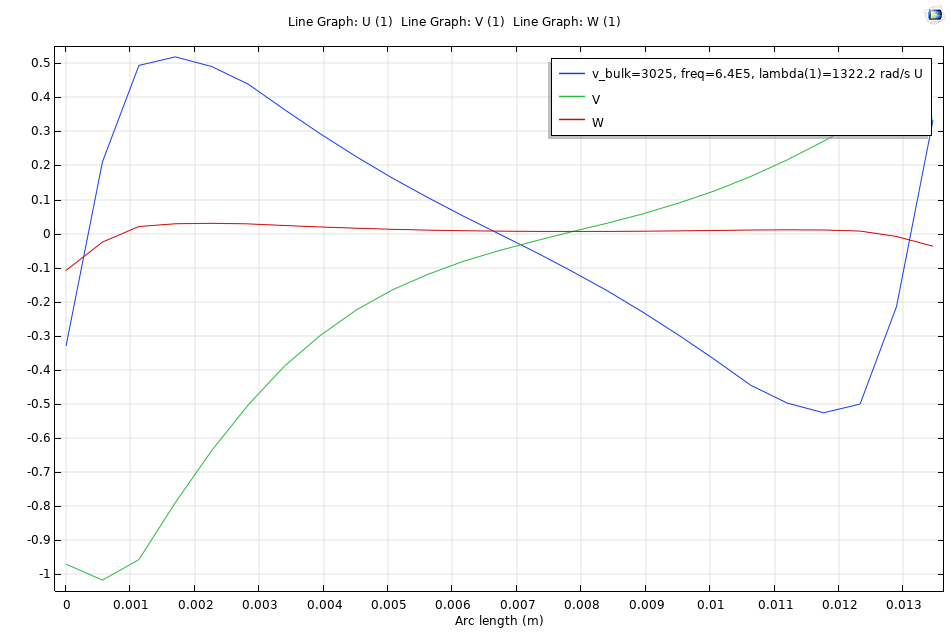 Line Graph: U (1)  Line Graph: V (1)  Line Graph: W (1)
v_bulk=3025, freq=6.4E5, lambda(1)=1322.2 rad/s U
V
W
0.5
0.4
0.3
0.2
0.1
0
-0.1
-0.2
-0.3
-0.4
-0.5
-0.6
-0.7
-0.8
-0.9
-1
0 0.001 0.002 0.003 0.004 0.005 0.006 0.007 0.008 0.009 0.01 0.011 0.012 0.013
Arc length (m)